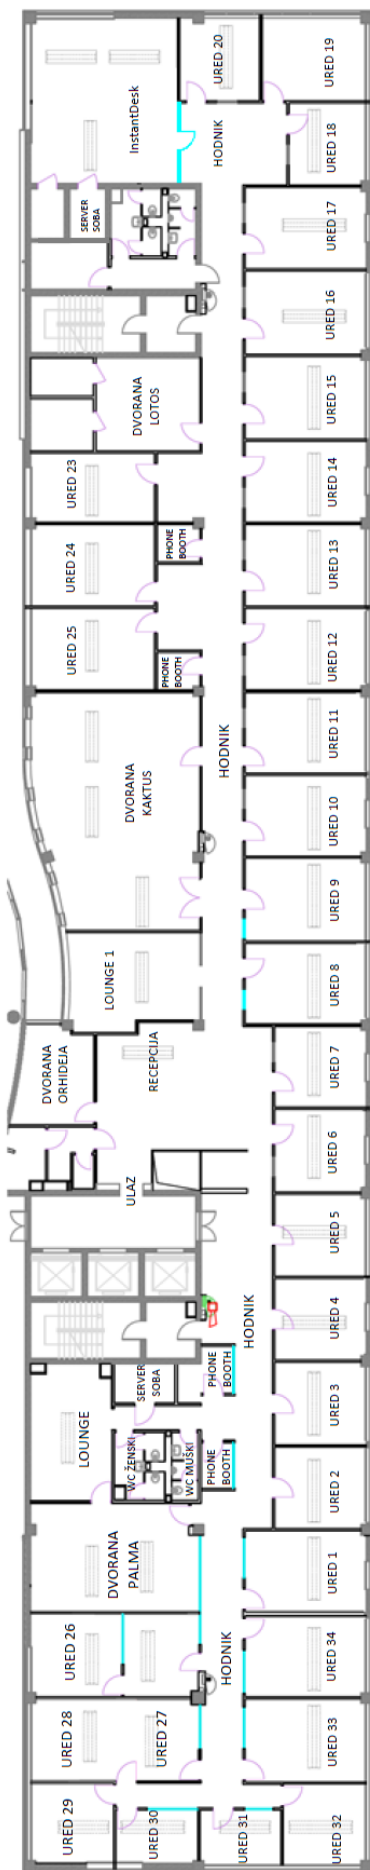 URED 20
URED 19
InstantDesk
HODNIK
URED 18
SERVER
SOBA
URED 17
URED 16
DVORANA
LOTOS
URED 15
URED 23
URED 14
URED 24
PHONE
BOOTH
URED 13
URED 25
PHONE
BOOTH
URED 12
DVORANA
KAKTUS
HODNIK
URED 11
URED 10
URED 9
LOUNGE 1
URED 8
DVORANA
ORHIDEJA
RECEPCIJA
URED 7
URED 6
ULAZ
URED 5
HODNIK
URED 4
LOUNGE
SERVER
SOBA
PHONE
BOOTH
URED 3
WC ŽENSKI
WC MUŠKI
PHONE
BOOTH
URED 2
DVORANA
PALMA
URED 1
URED 26
HODNIK
URED 34
URED 28
URED 27
URED 33
URED 29
URED 30
URED 31
URED 32